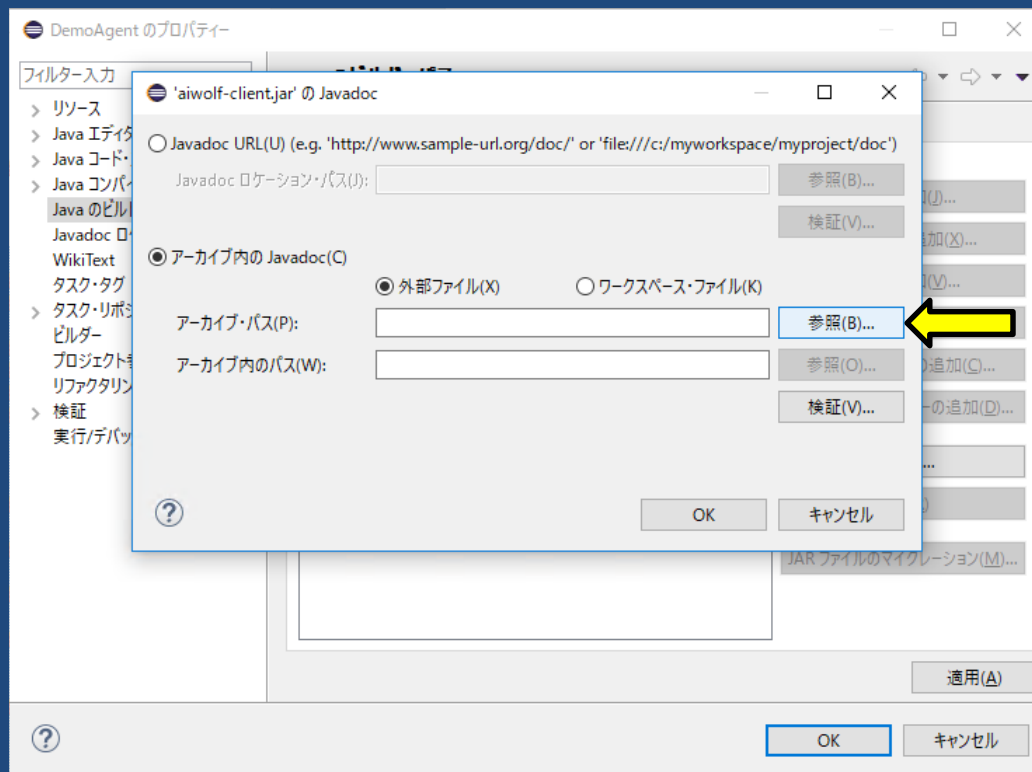 DemoAgent のプロパティー
フィルター入力
リソース
Java エディタ
Java コード・
Java コンパイ
Java のビル
Javadoc ロ
WikiText
タスク・タグ
タスク・リポジ
ビルダー
プロジェクト
リファクタリン
検証
実行/デバッ
'aiwolf-client.jar' の Javadoc
Javadoc URL(U) (e.g. 'http://www.sample-url.org/doc/' or 'file:///c:/myworkspace/myproject/doc')
Javadoc ロケーション・パス(J):
参照(B)...
検証(V)...
アーカイブ内の Javadoc(C)
外部ファイル(X)
ワークスペース・ファイル(K)
アーカイブ・パス(P):
参照(B)...
アーカイブ内のパス(W):
参照(O)...
検証(V)...
OK
キャンセル
(J)...
加(X)...
(V)...
の追加(C)...
ーの追加(D)...
...
JAR ファイルのマイグレーション(M)...
適用(A)
OK
キャンセル